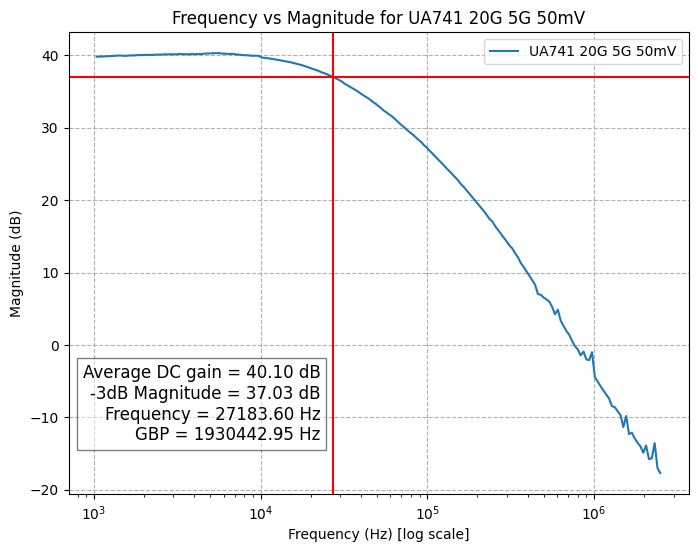 Frequency vs Magnitude for UA741 20G 5G 50mV
UA741 20G 5G 50mV
Magnitude (dB)
40
30
20
10
0
−10
−20
Average DC gain = 40.10 dB
-3dB Magnitude = 37.03 dB
Frequency = 27183.60 Hz
GBP = 1930442.95 Hz
10³ 10⁴ 10⁵ 10⁶
Frequency (Hz) [log scale]